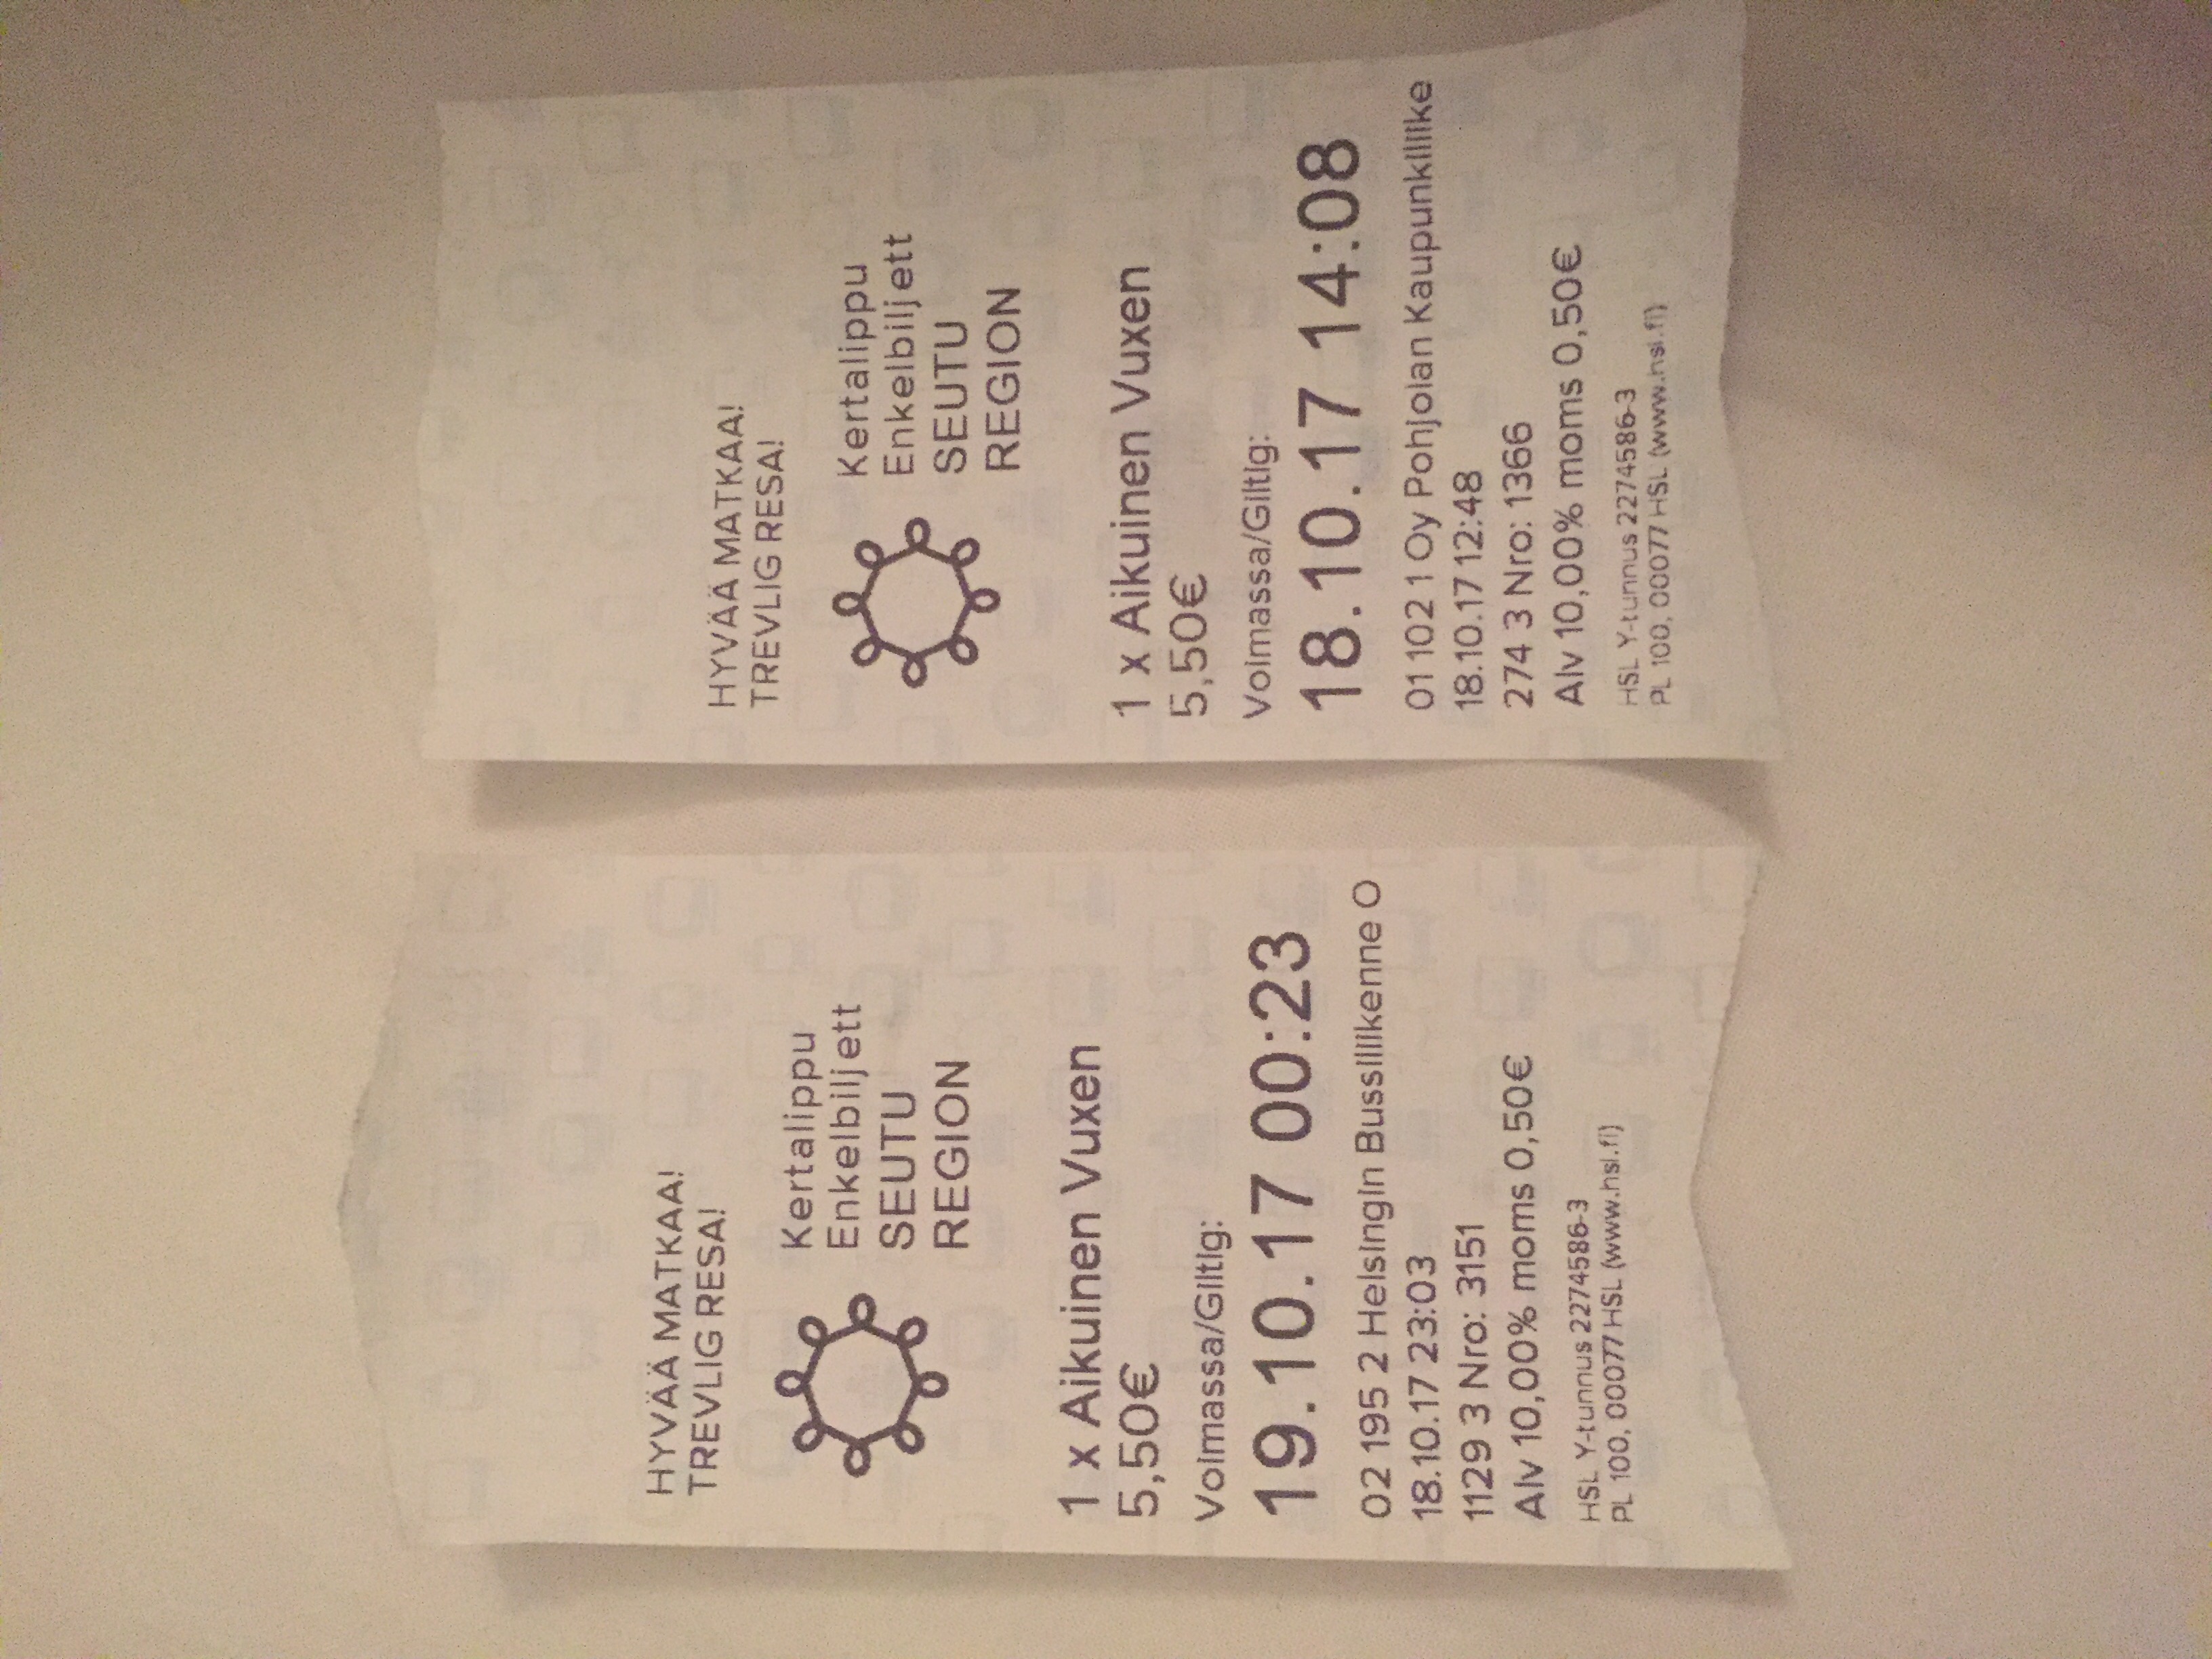 HYVÄÄ MATKAA!
TREVLIG RESA!
Kertalippu
Enkelbiljett
SEUTU
REGION
1 x Aikuinen Vuxen
5,50€
Voimassa/Giltig:
19.10.17 00:23
02 195 2 Helsingin Bussiliikenne O
18.10.17 23:03
1129 3 Nro: 3151
Alv 10,00% moms 0,50€
HSL Y-tunnus 2274586-3
PL 100, 00077 HSL (www.hsl.fi)
HYVÄÄ MATKAA!
TREVLIG RESA!
Kertalippu
Enkelbiljett
SEUTU
REGION
1 x Aikuinen Vuxen
5,50€
Voimassa/Giltig:
18.10.17 14:08
01 102 1 Oy Pohjolan Kaupunkiliike
18.10.17 12:48
274 3 Nro: 1366
Alv 10,00% moms 0,50€
HSL Y-tunnus 2274586-3
PL 100, 00077 HSL (www.hsl.fi)